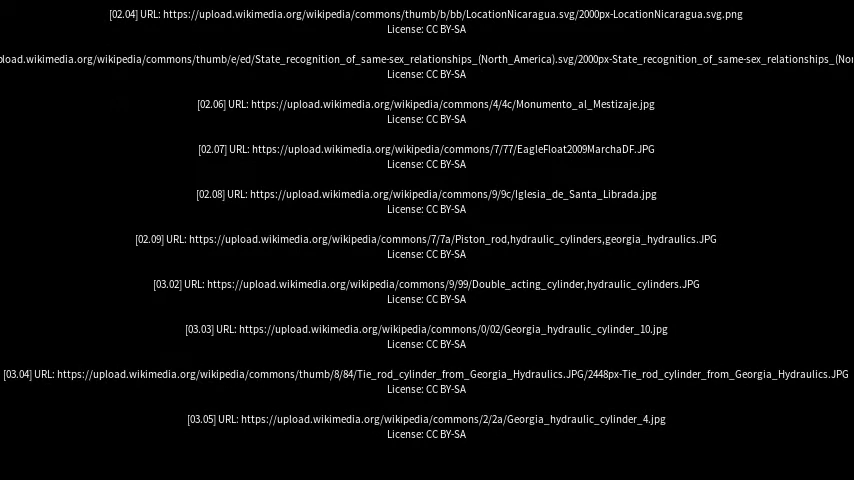 [02.04] URL: https://upload.wikimedia.org/wikipedia/commons/thumb/b/bb/LocationNicaragua.svg/2000px-LocationNicaragua.svg.png
License: CC BY-SA
pload.wikimedia.org/wikipedia/commons/thumb/e/ed/State_recognition_of_same-sex_relationships_(North_America).svg/2000px-State_recognition_of_same-sex_relationships_(Nor
License: CC BY-SA
[02.06] URL: https://upload.wikimedia.org/wikipedia/commons/4/4c/Monumento_al_Mestizaje.jpg
License: CC BY-SA
[02.07] URL: https://upload.wikimedia.org/wikipedia/commons/7/77/EagleFloat2009MarchaDF.JPG
License: CC BY-SA
[02.08] URL: https://upload.wikimedia.org/wikipedia/commons/9/9c/Iglesia_de_Santa_Librada.jpg
License: CC BY-SA
[02.09] URL: https://upload.wikimedia.org/wikipedia/commons/7/7a/Piston_rod,hydraulic_cylinders,georgia_hydraulics.JPG
License: CC BY-SA
[03.02] URL: https://upload.wikimedia.org/wikipedia/commons/9/99/Double_acting_cylinder,hydraulic_cylinders.JPG
License: CC BY-SA
[03.03] URL: https://upload.wikimedia.org/wikipedia/commons/0/02/Georgia_hydraulic_cylinder_10.jpg
License: CC BY-SA
[03.04] URL: https://upload.wikimedia.org/wikipedia/commons/thumb/8/84/Tie_rod_cylinder_from_Georgia_Hydraulics.JPG/2448px-Tie_rod_cylinder_from_Georgia_Hydraulics.JPG
License: CC BY-SA
[03.05] URL: https://upload.wikimedia.org/wikipedia/commons/2/2a/Georgia_hydraulic_cylinder_4.jpg
License: CC BY-SA